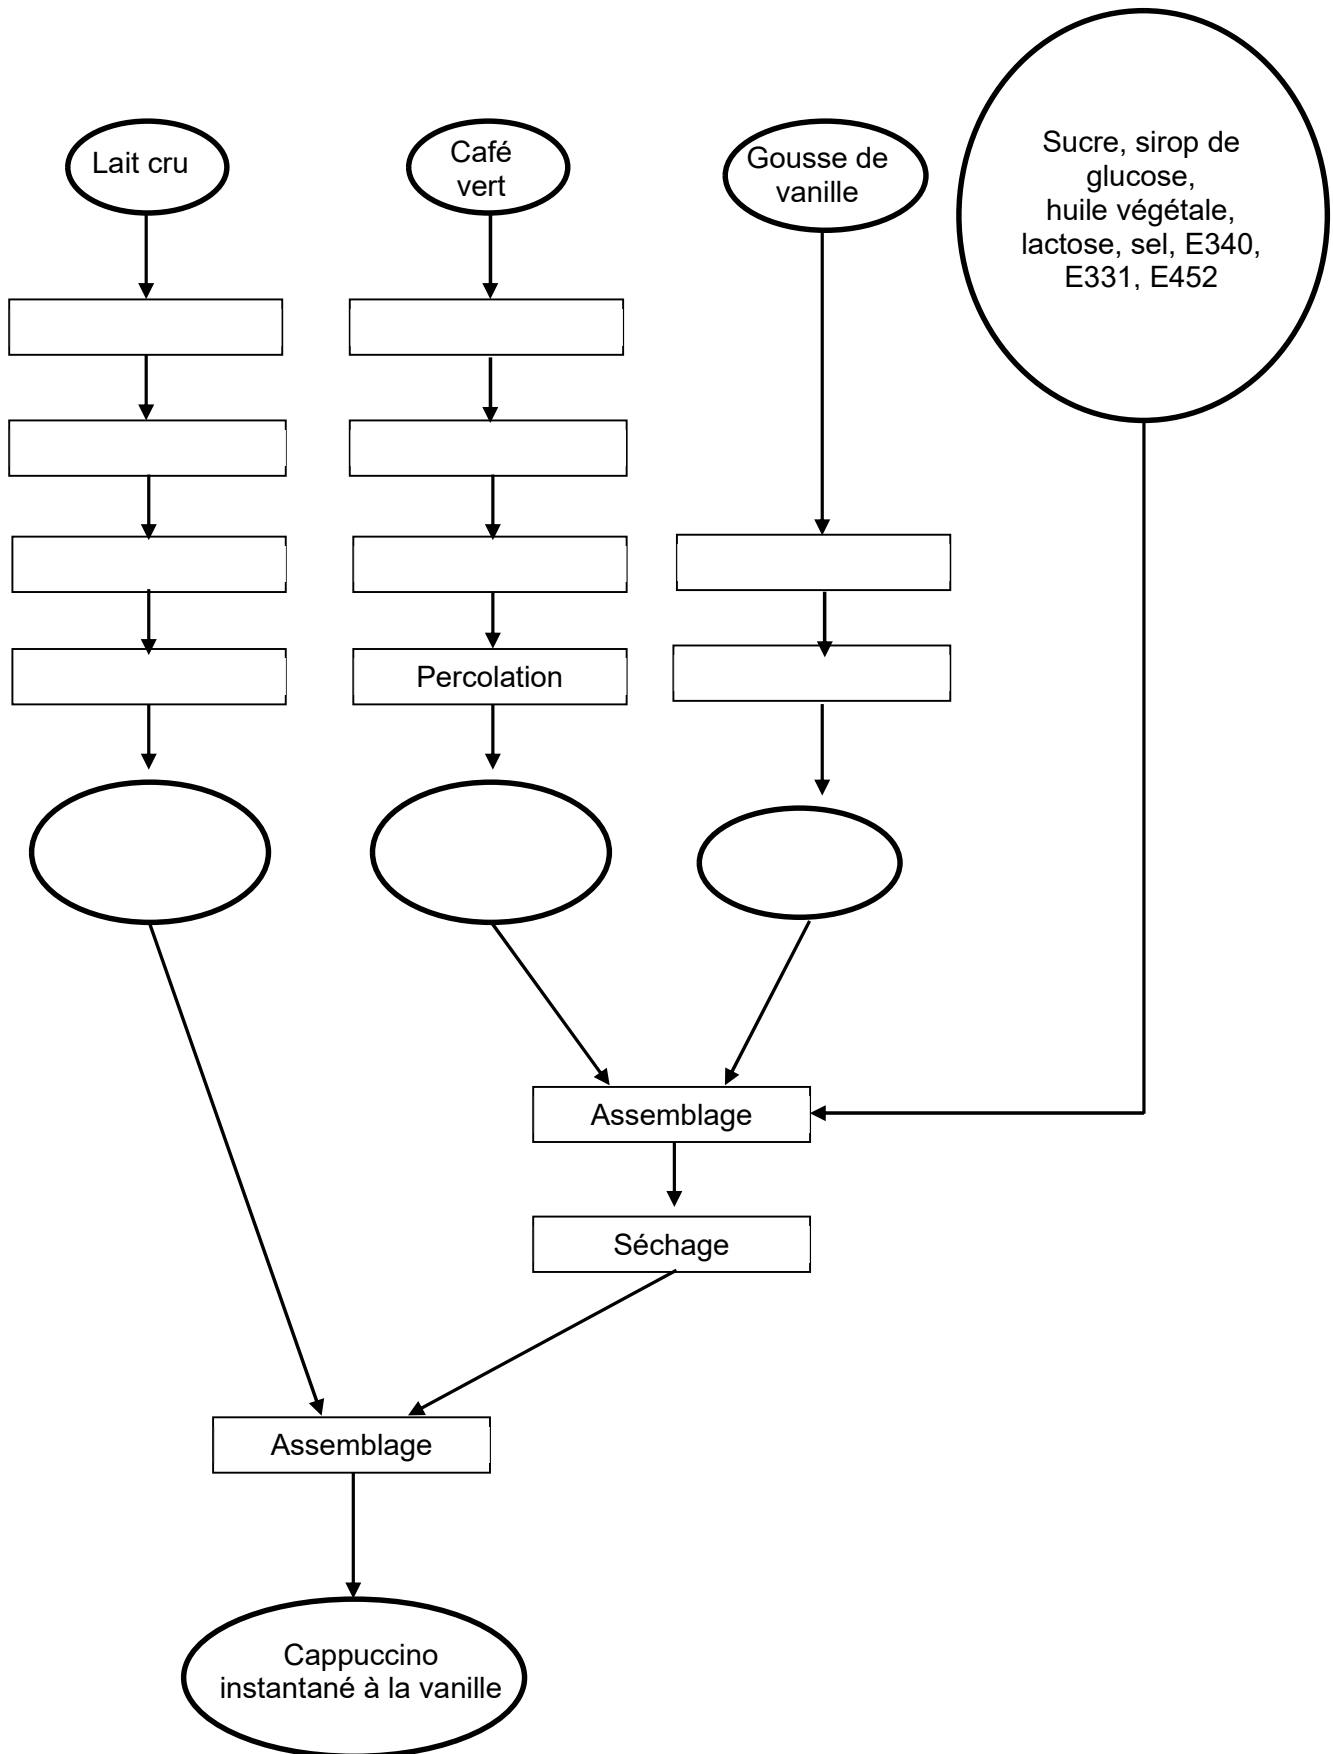 Lait cru
Café
vert
Gousse de
vanille
Sucre, sirop de
glucose,
huile végétale,
lactose, sel, E340,
E331, E452
Percolation
Assemblage
Séchage
Assemblage
Cappuccino
instantané à la vanille